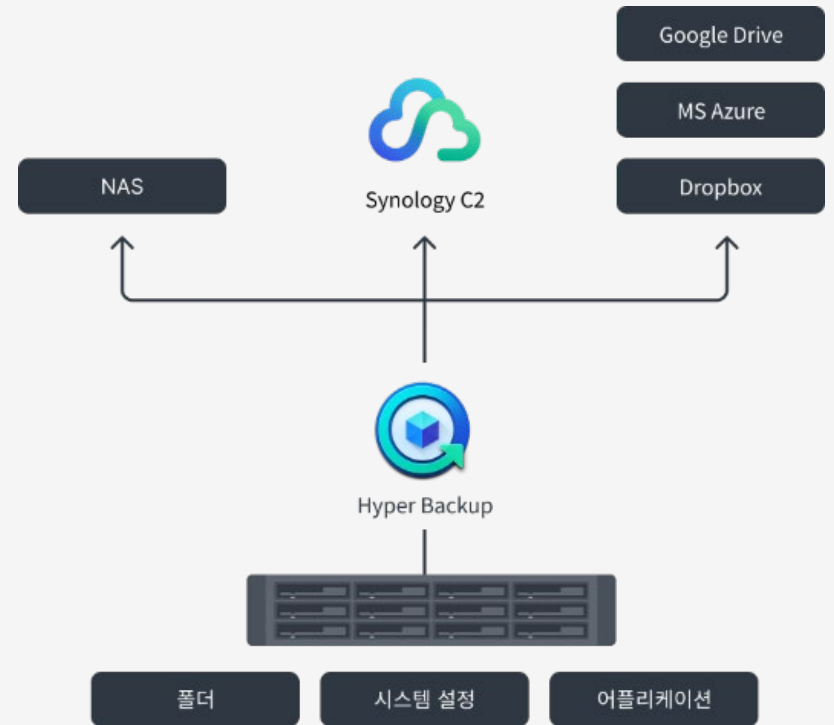 Google Drive
MS Azure
NAS
Synology C2
Dropbox
Hyper Backup
폴더
시스템 설정
어플리케이션